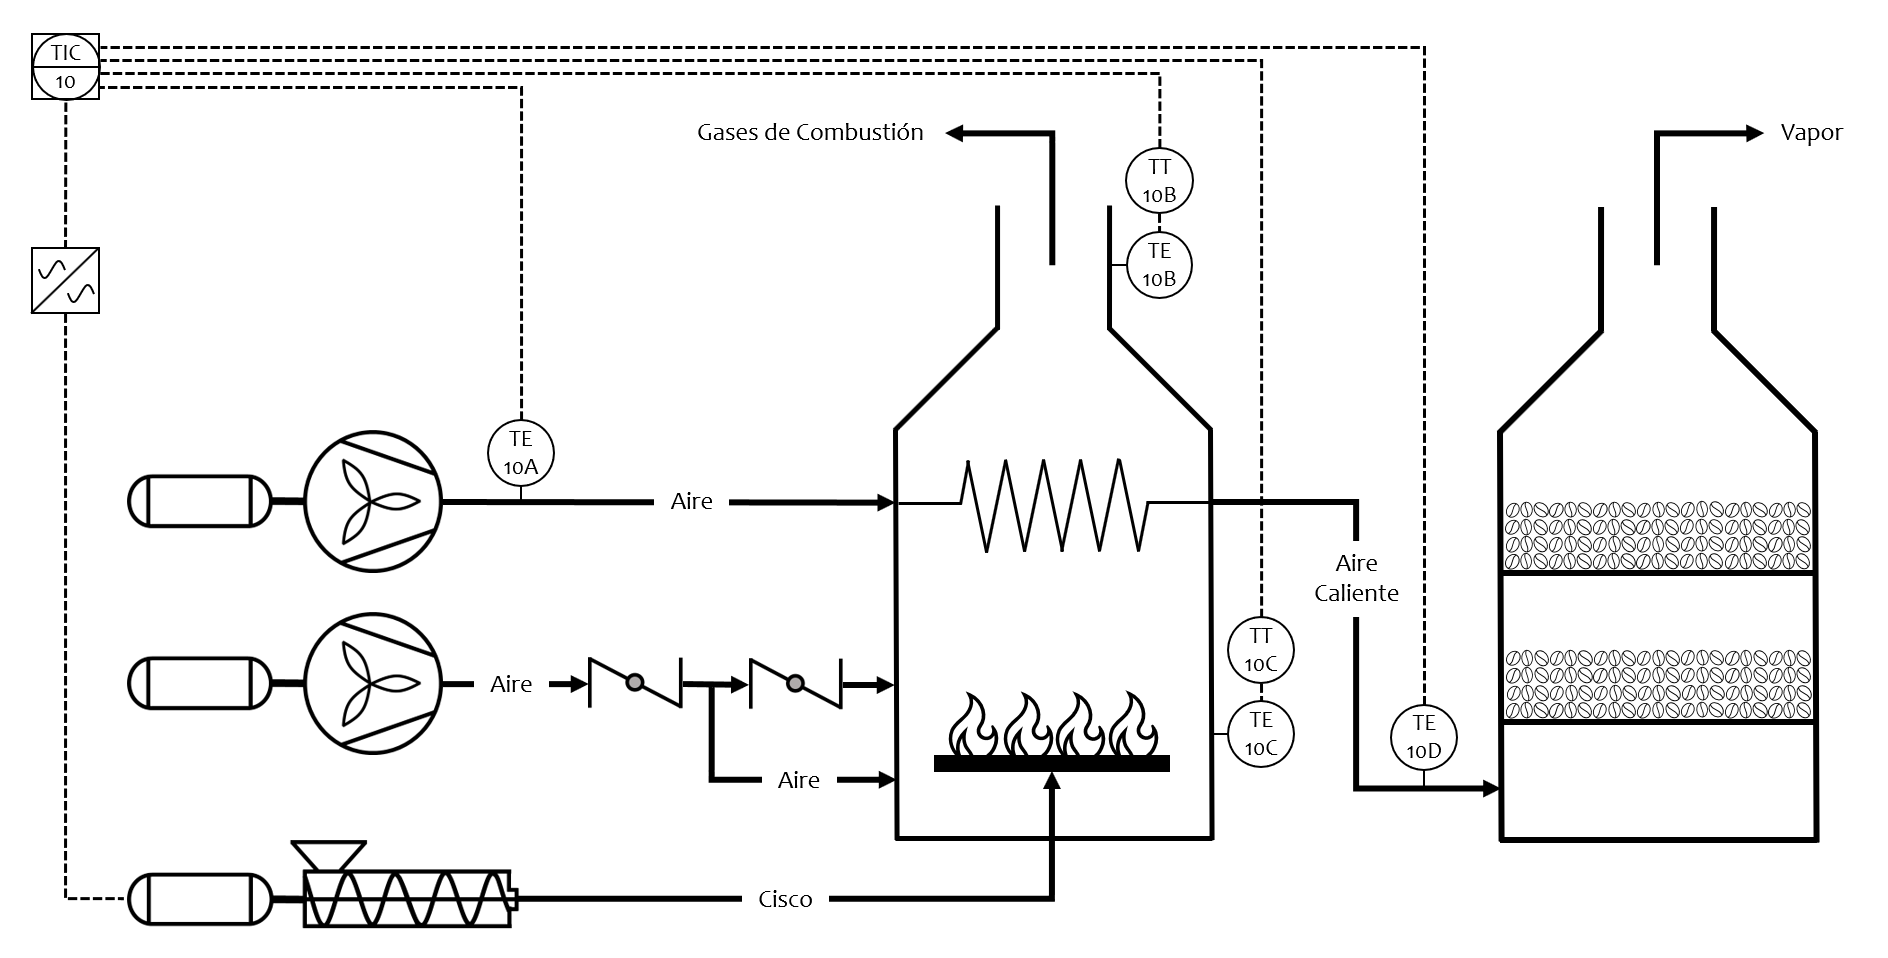 TIC
10
Gases de Combustión
Vapor
TT
10B
TE
10B
TE
10A
Aire
Aire
Caliente
TT
10C
TE
10C
TE
10D
Aire
Aire
Cisco